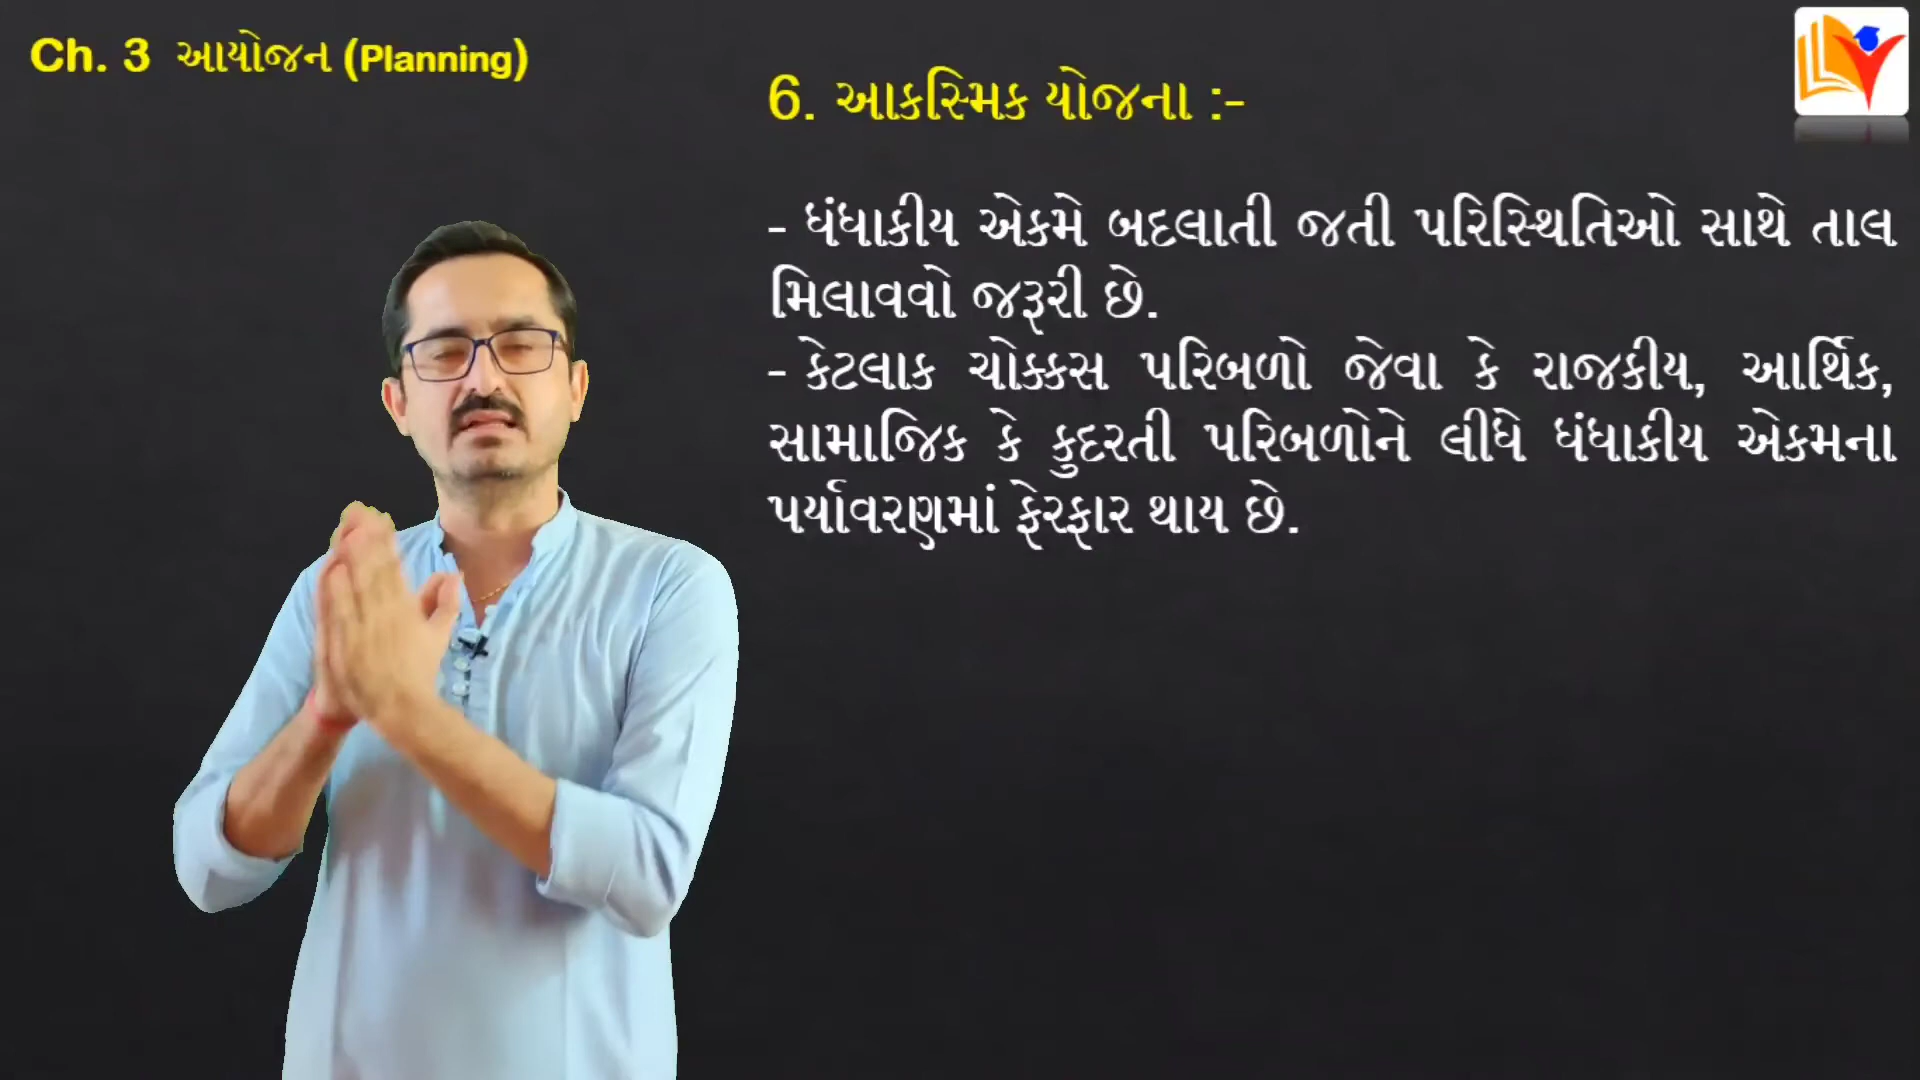 Ch. 3 આયોજન (Planning)
6. આકસ્મિક યોજના :-
- ધંધાકીય એકમે બદલાતી જતી પરિસ્થિતિઓ સાથે તાલ
મિલાવવો જરૂરી છે.
- કેટલાક ચોક્કસ પરિબળો જેવા કે રાજકીય, આર્થિક,
સામાજિક કે કુદરતી પરિબળોને લીધે ધંધાકીય એકમના
પર્યાવરણમાં ફેરફાર થાય છે.